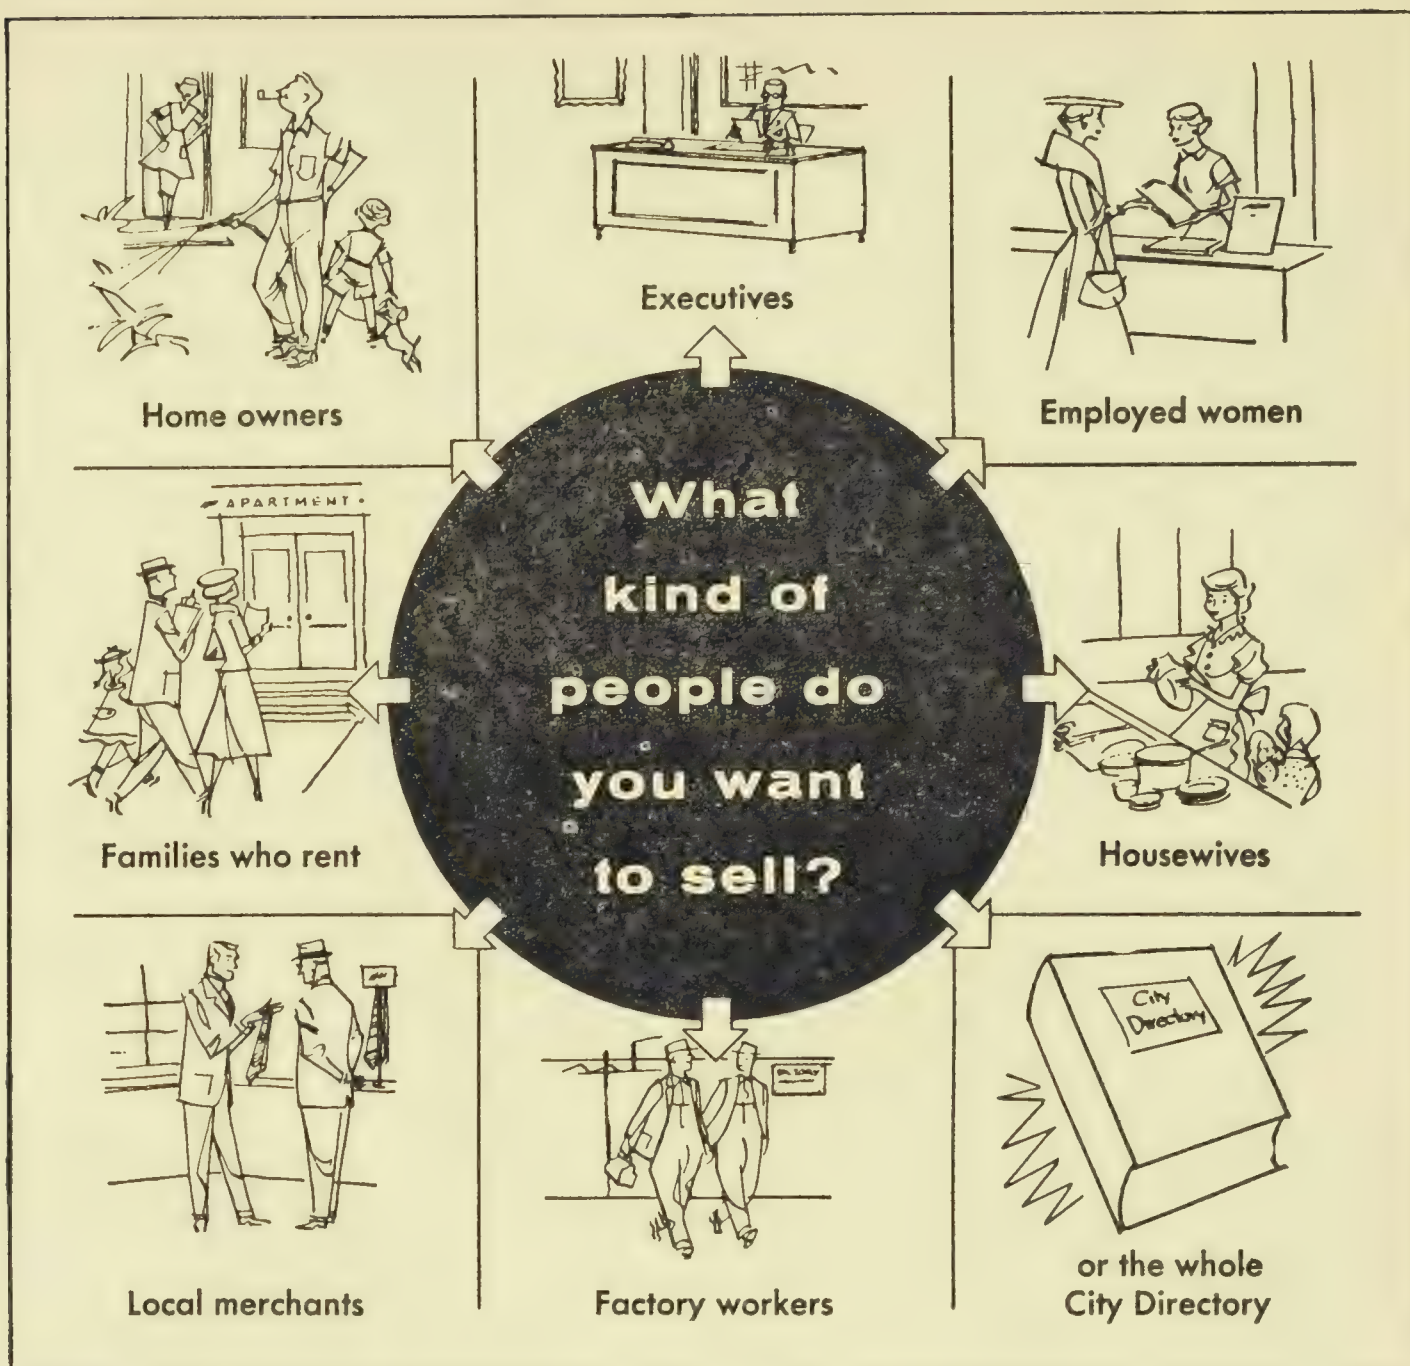 Executives
Home owners
Employed women
What
kind of
people do
you want
to sell?
APARTMENT
Families who rent
Housewives
City
Directory
Local merchants
Factory workers
or the whole
City Directory